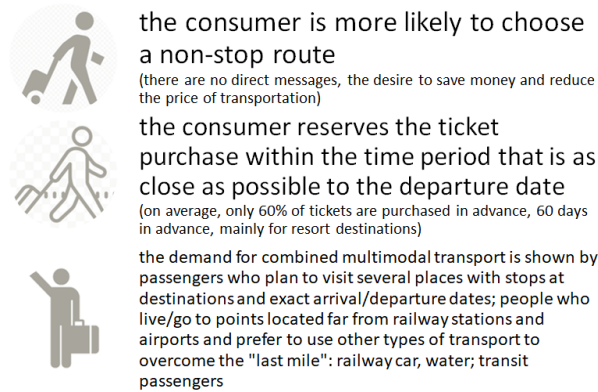 the consumer is more likely to choose
a non-stop route
(there are no direct messages, the desire to save money and reduce
the price of transportation)
the consumer reserves the ticket
purchase within the time period that is as
close as possible to the departure date
(on average, only 60% of tickets are purchased in advance, 60 days
in advance, mainly for resort destinations)
the demand for combined multimodal transport is shown by
passengers who plan to visit several places with stops at
destinations and exact arrival/departure dates; people who
live/go to points located far from railway stations and
airports and prefer to use other types of transport to
overcome the "last mile": railway car, water; transit
passengers